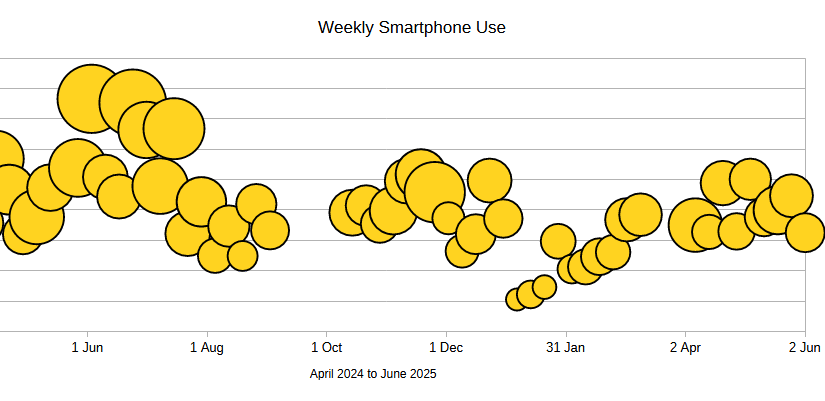 Weekly Smartphone Use
1 Jun 1 Aug 1 Oct 1 Dec 31 Jan 2 Apr 2 Jun
April 2024 to June 2025